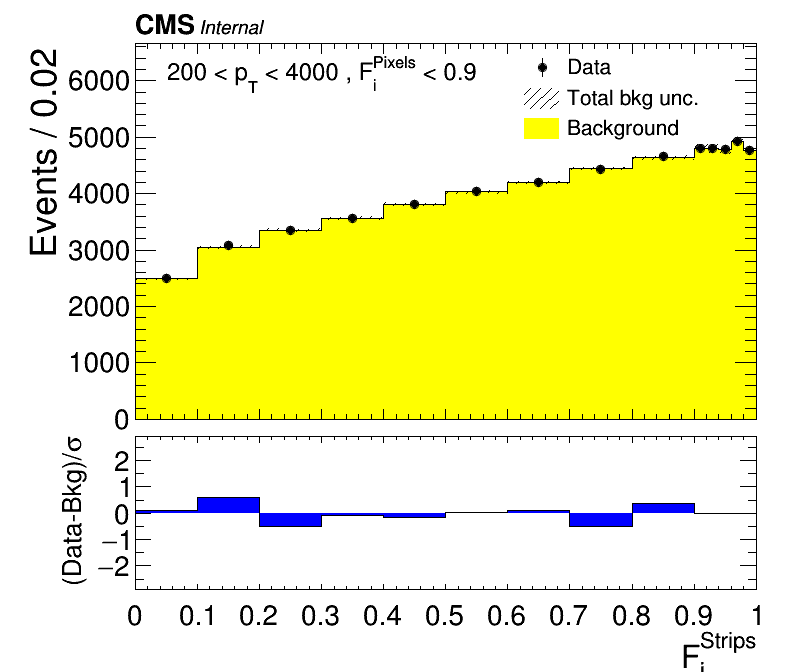 CMS Internal
Events / 0.02
200 < p_T < 4000 , F_i^Pixels < 0.9
Data
Total bkg unc.
Background
6000
5000
4000
3000
2000
1000
0
(Data-Bkg)/σ
2
1
0
−1
−2
0 0.1 0.2 0.3 0.4 0.5 0.6 0.7 0.8 0.9 1
F_i^Strips